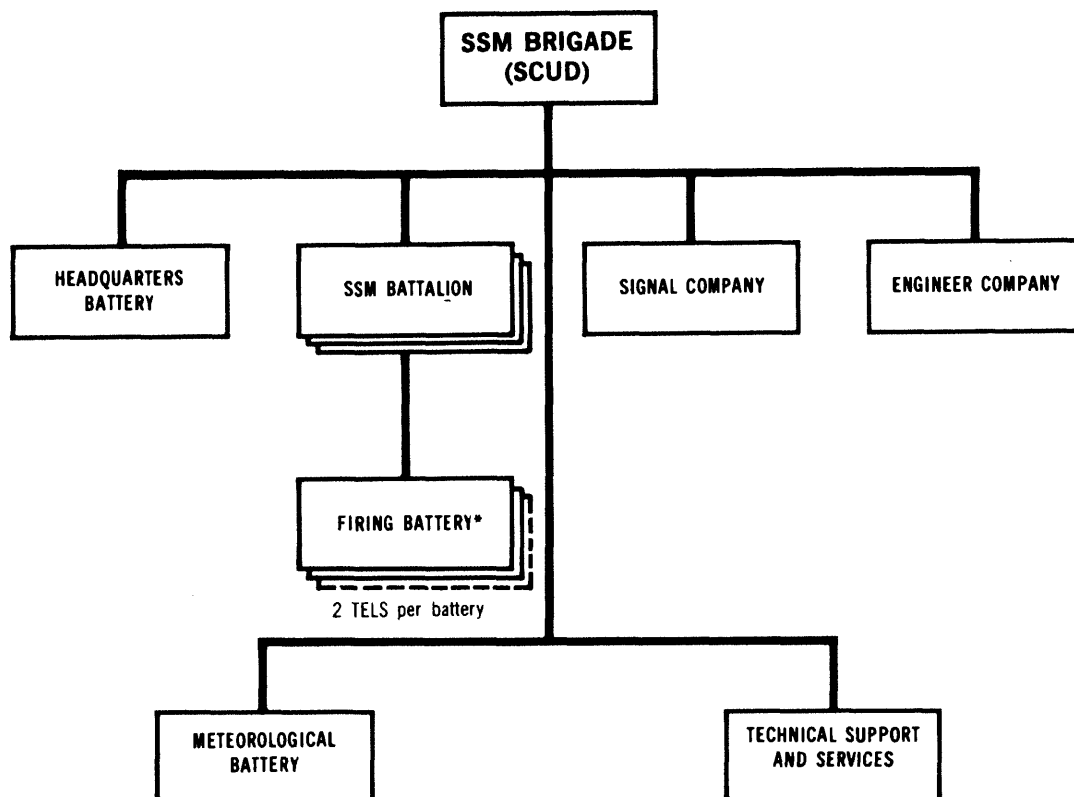 SSM BRIGADE
(SCUD)
HEADQUARTERS
BATTERY
SSM BATTALION
SIGNAL COMPANY
ENGINEER COMPANY
FIRING BATTERY*
2 TELS per battery
METEOROLOGICAL
BATTERY
TECHNICAL SUPPORT
AND SERVICES